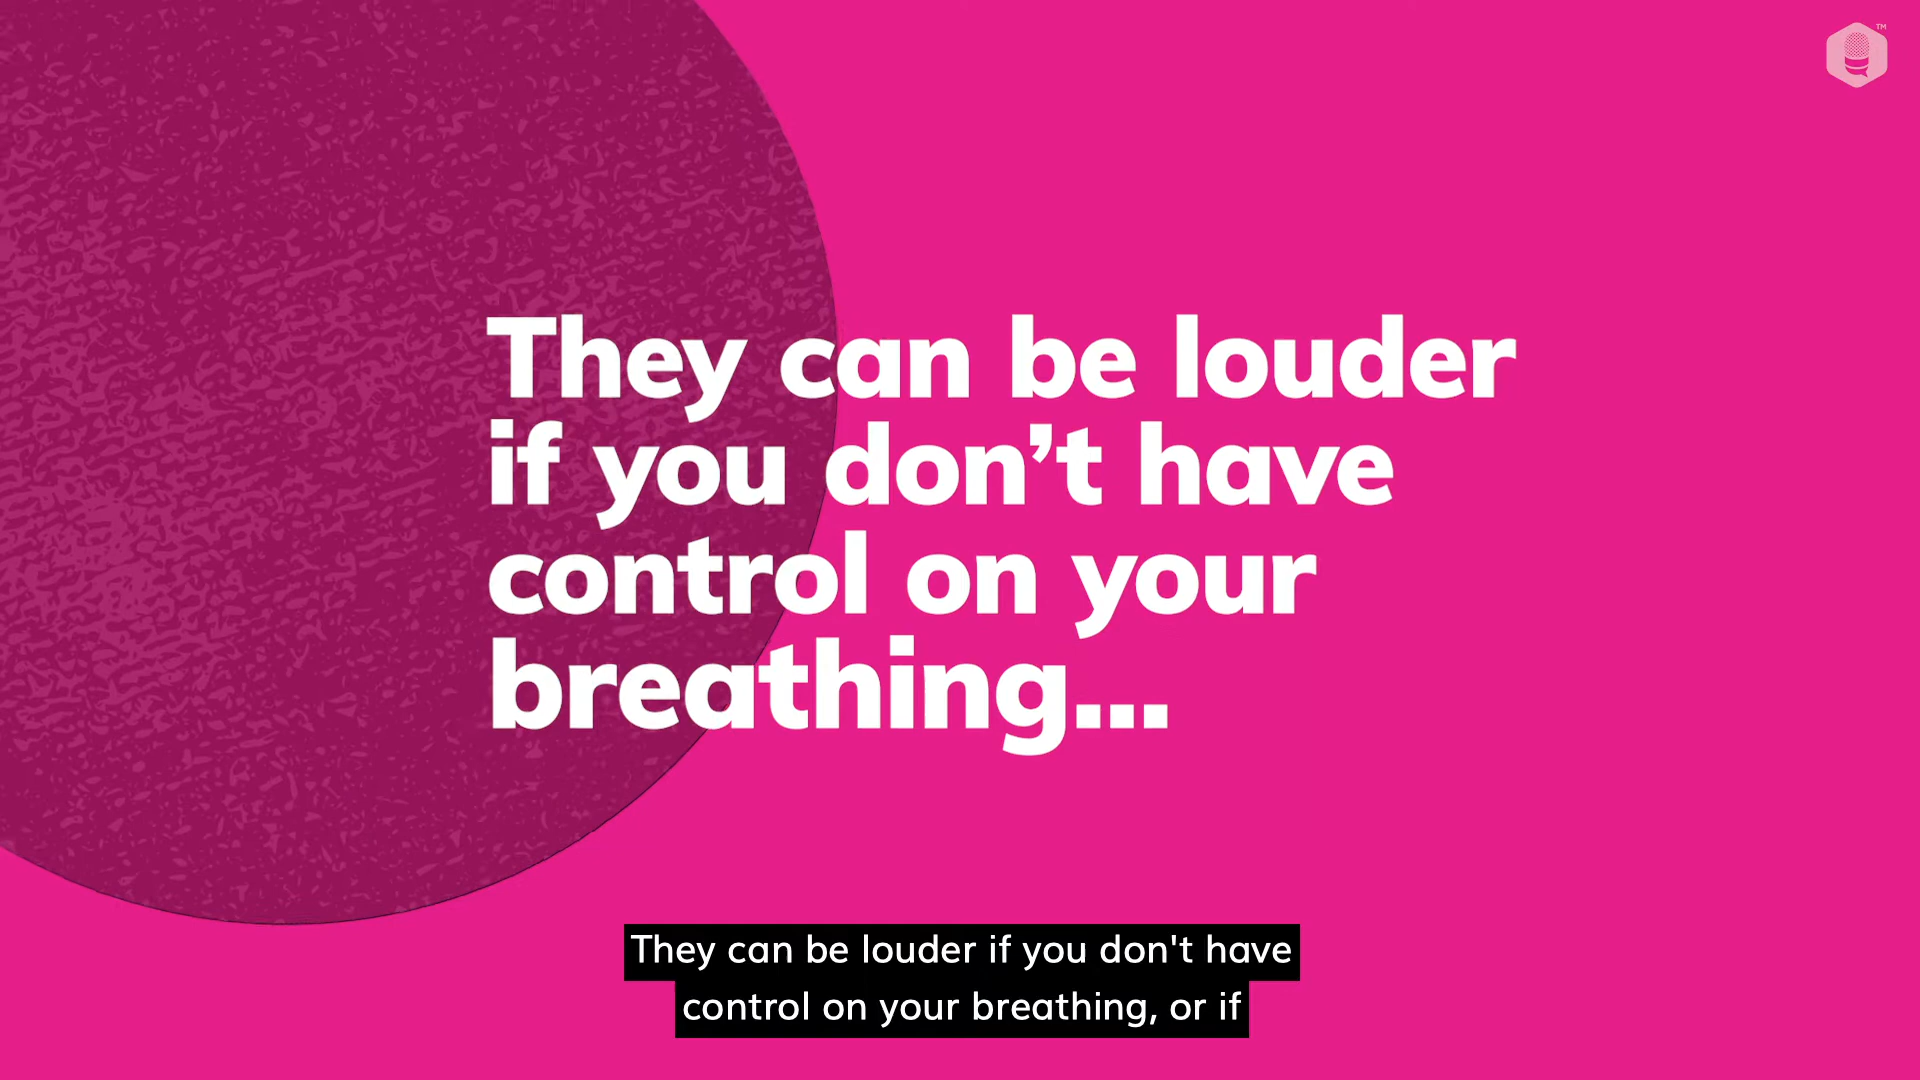 TM
They can be louder
if you don’t have
control on your
breathing...
They can be louder if you don't have
control on your breathing, or if